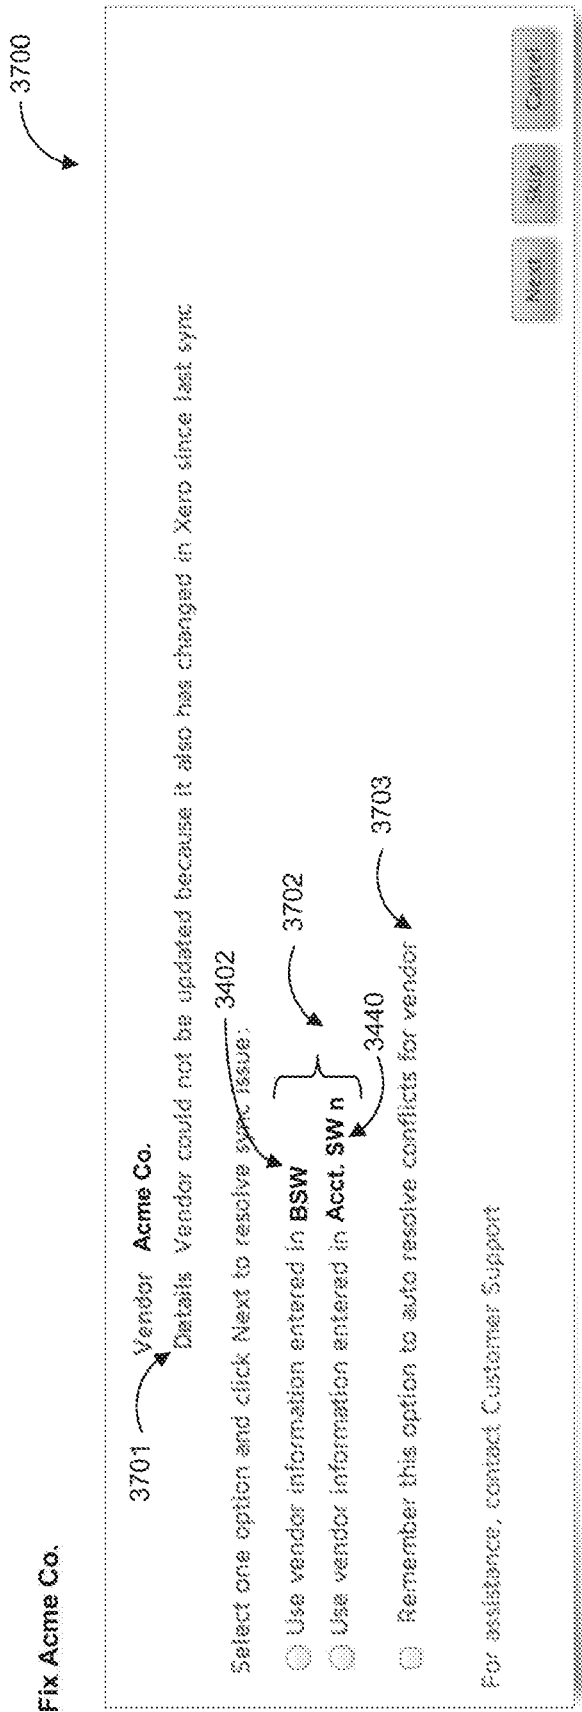 Fix Acme Co.
3700
3701
Vendor Acme Co.
Details Vendor could not be updated because it also has changed in Xero since last sync
Select one option and click Next to resolve sync issue:
3402
Use vendor information entered in BSW
3702
Use vendor information entered in Acct. SW n
3440
Remember this option to auto resolve conflicts for vendor
3703
For assistance, contact Customer Support
Next
Skip
Cancel